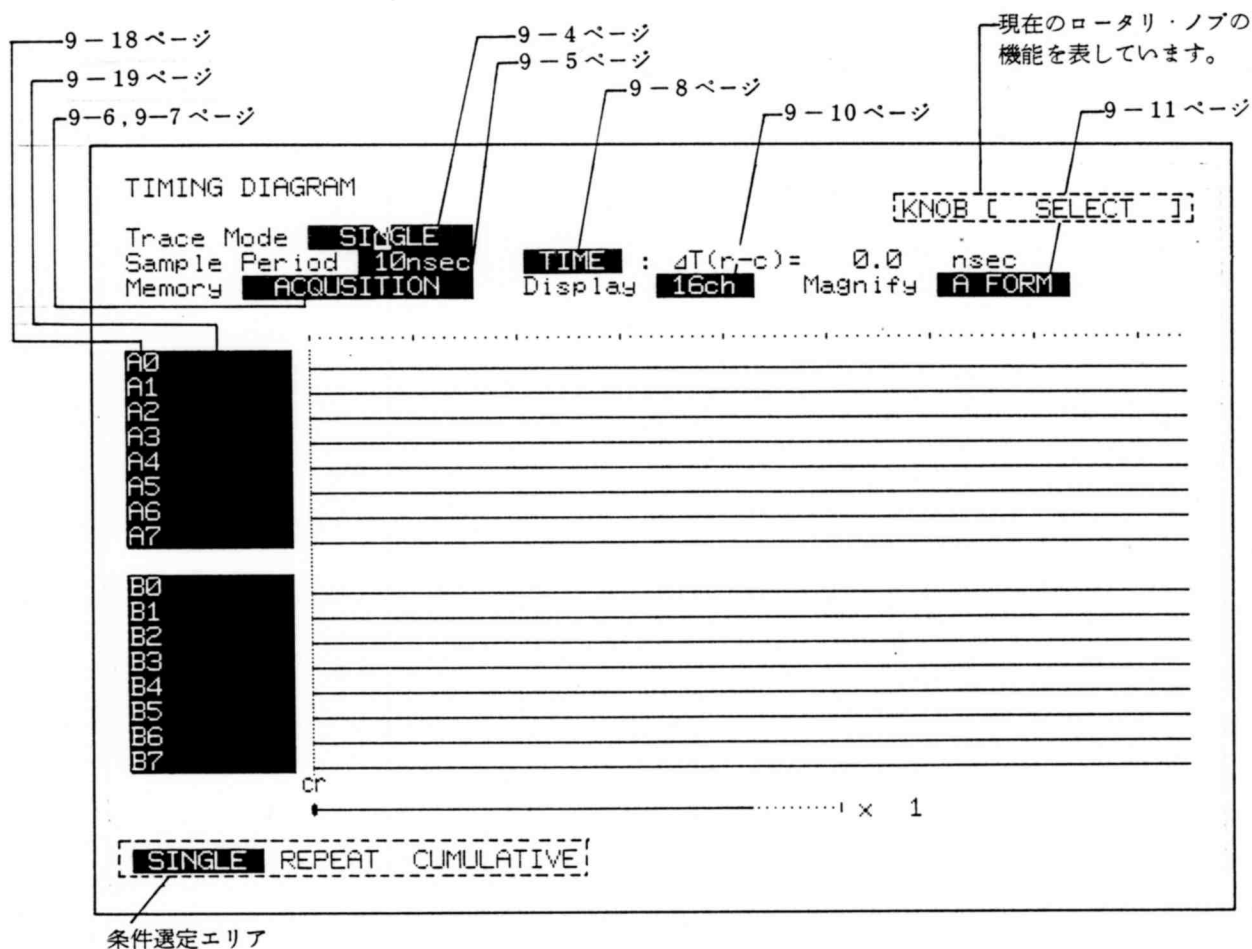 9－18ページ
9－19ページ
9－6，9－7ページ
9－4ページ
9－5ページ
9－8ページ
9－10ページ
現在のロータリ・ノブの
機能を表しています。
9－11ページ
TIMING DIAGRAM
KNOB [ SELECT ]
Trace Mode SINGLE
Sample Period 10nsec TIME : ⊿T(r-c)= 0.0 nsec
Memory ACQUSITION Display 16ch Magnify A FORM
A0
A1
A2
A3
A4
A5
A6
A7
B0
B1
B2
B3
B4
B5
B6
B7
cr
× 1
SINGLE REPEAT CUMULATIVE
条件選定エリア